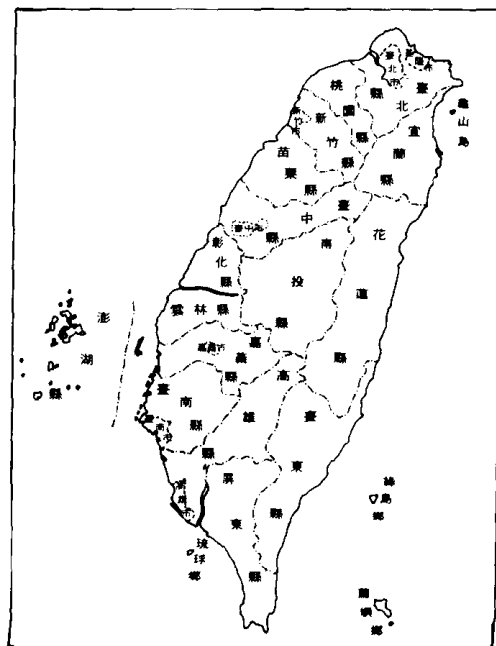 臺北市
基隆市
臺北縣
桃園縣
新竹市
新竹縣
宜蘭縣
龜山島
苗栗縣
臺中縣
臺中市
花蓮縣
彰化縣
南投縣
雲林縣
澎湖縣
嘉義市
嘉義縣
臺南縣
臺南市
高雄縣
臺東縣
高雄市
屏東縣
綠島鄉
琉球鄉
蘭嶼鄉